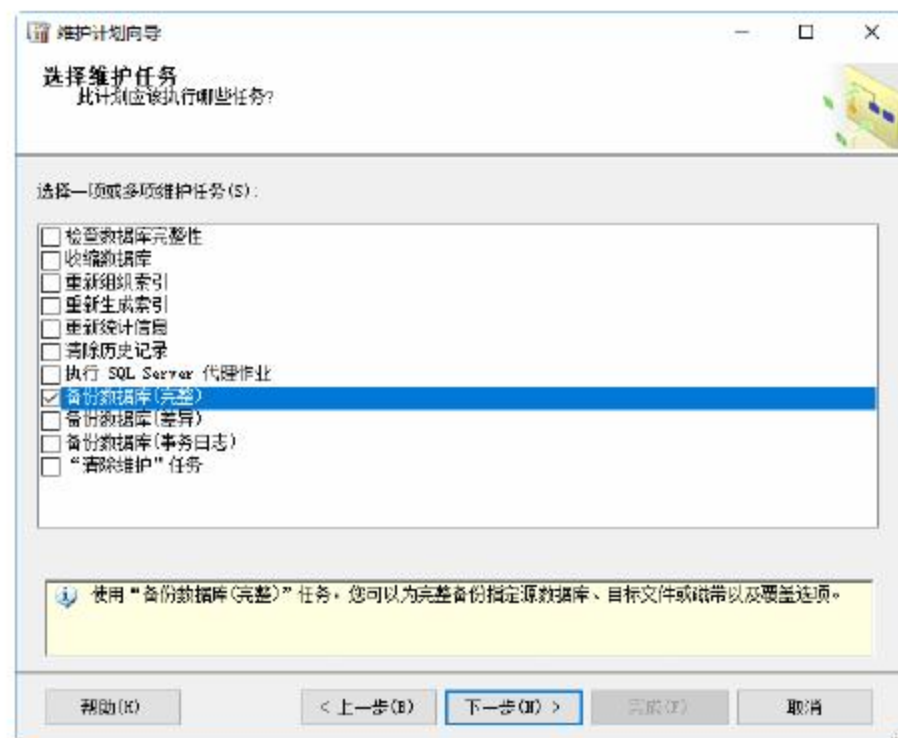 维护计划向导
选择维护任务
此计划应该执行哪些任务?
选择一项或多项维护任务(S):
检查数据库完整性
收缩数据库
重新组织索引
重新生成索引
更新统计信息
清除历史记录
执行 SQL Server 代理作业
备份数据库(完整)
备份数据库(差异)
备份数据库(事务日志)
“清除维护”任务
使用“备份数据库(完整)”任务,您可以为完整备份指定源数据库、目标文件或磁带以及覆盖选项。
帮助(H)
< 上一步(B)
下一步(N) >
完成(F)
取消